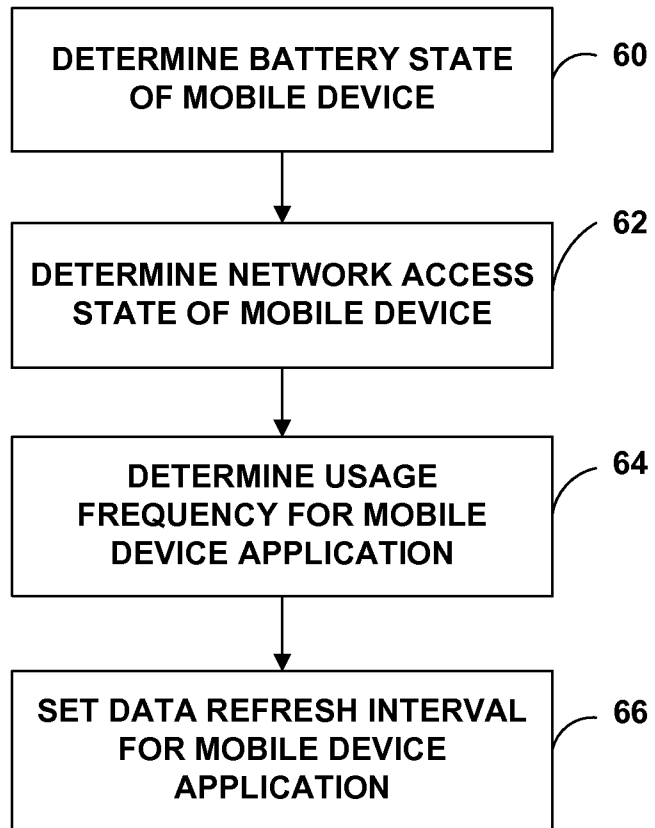 DETERMINE BATTERY STATE
OF MOBILE DEVICE
60
DETERMINE NETWORK ACCESS
STATE OF MOBILE DEVICE
62
DETERMINE USAGE
FREQUENCY FOR MOBILE
DEVICE APPLICATION
64
SET DATA REFRESH INTERVAL
FOR MOBILE DEVICE
APPLICATION
66